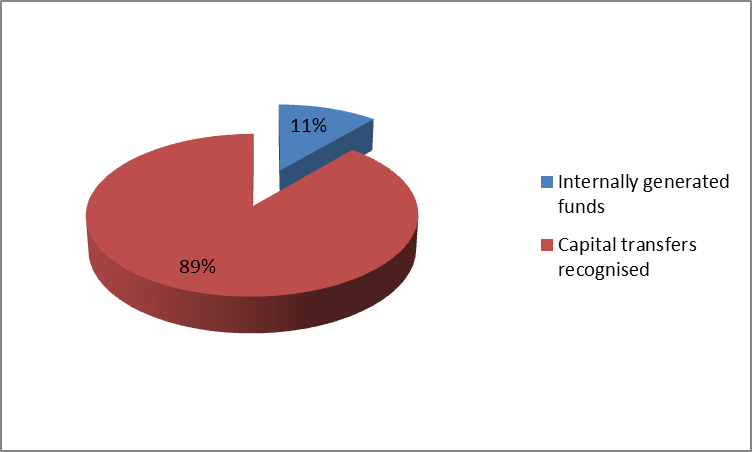 11%
89%
Internally generated
funds
Capital transfers
recognised